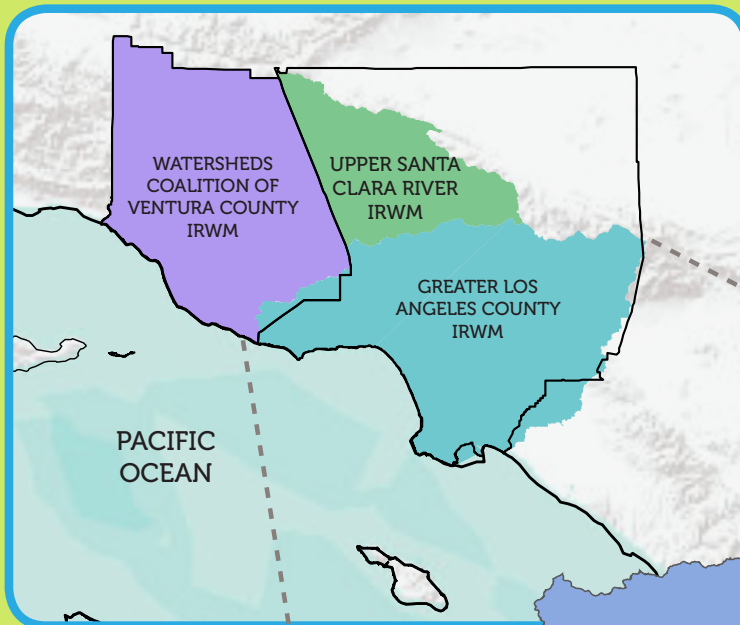 WATERSHEDS
COALITION OF
VENTURA COUNTY
IRWM
UPPER SANTA
CLARA RIVER
IRWM
GREATER LOS
ANGELES COUNTY
IRWM
PACIFIC
OCEAN